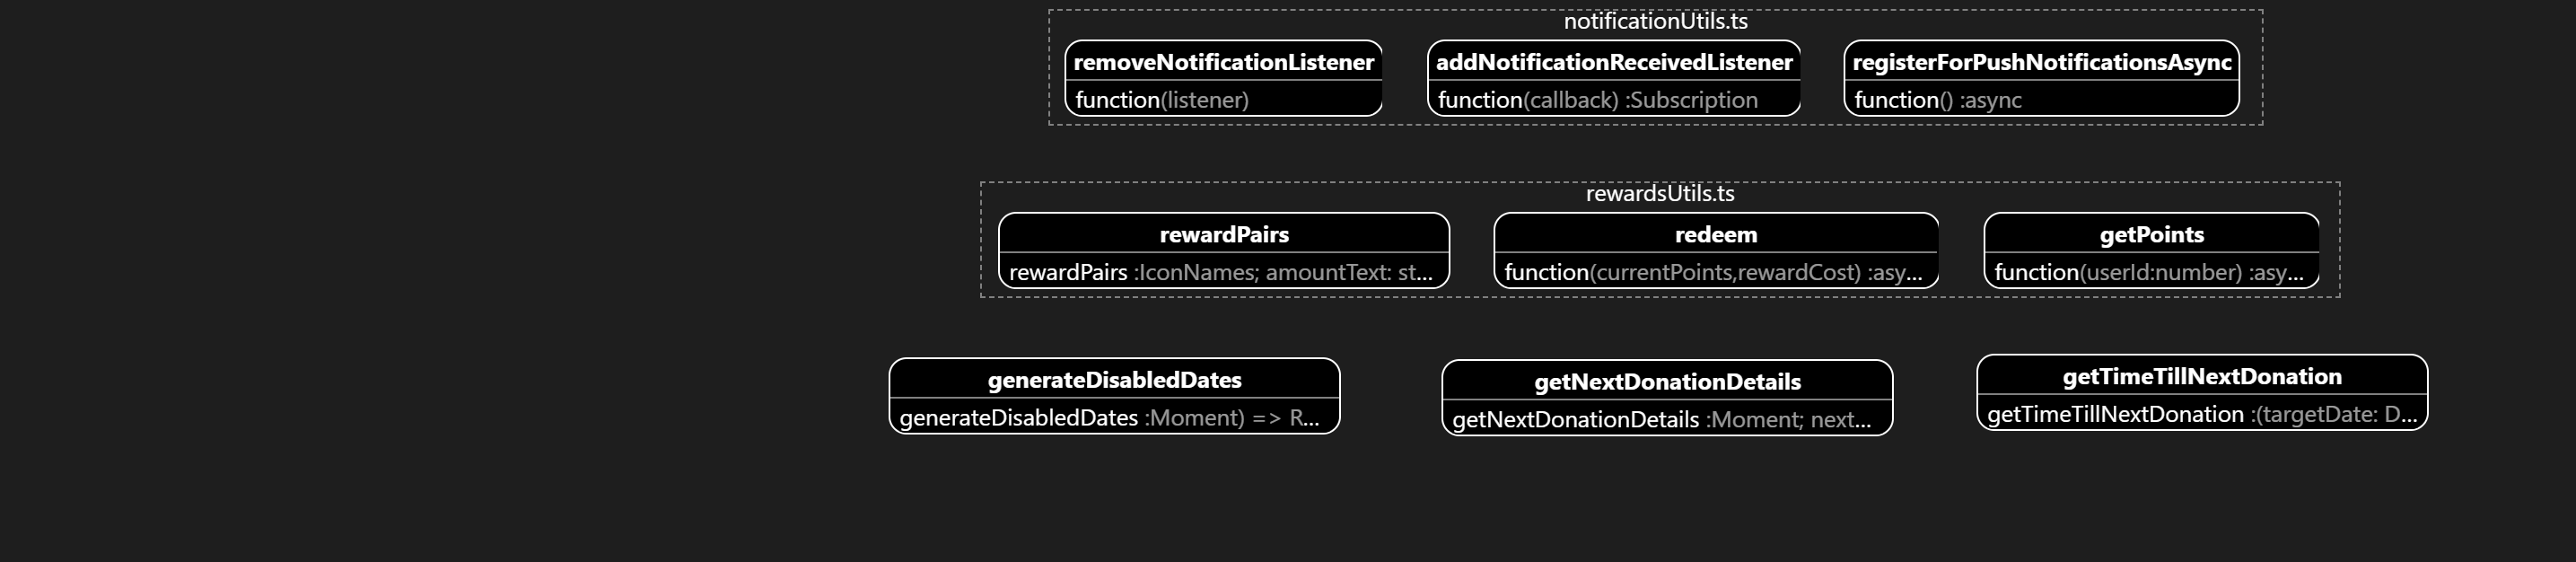 notificationUtils.ts
removeNotificationListener
function(listener)
addNotificationReceivedListener
function(callback) :Subscription
registerForPushNotificationsAsync
function() :async
rewardsUtils.ts
rewardPairs
rewardPairs :IconNames; amountText: st...
redeem
function(currentPoints,rewardCost) :asy...
getPoints
function(userId:number) :asy...
generateDisabledDates
generateDisabledDates :Moment) => R...
getNextDonationDetails
getNextDonationDetails :Moment; next...
getTimeTillNextDonation
getTimeTillNextDonation :(targetDate: D...